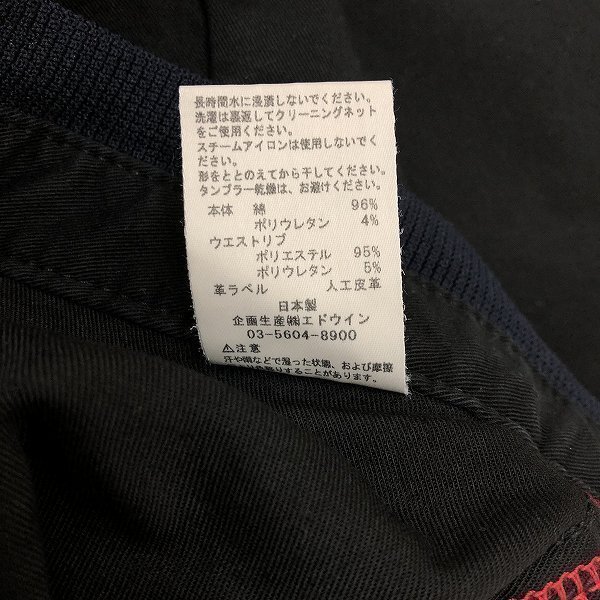 長時間水に浸漬しないでください。
洗濯は裏返してクリーニングネット
をご使用ください。
スチームアイロンは使用しないでく
ださい。
形をととのえてから干してください。
タンブラー乾燥は、お避けください。
本体 綿 96%
ポリウレタン 4%
ウエストリブ
ポリエステル 95%
ポリウレタン 5%
革ラベル 人工皮革
日本製
企画生産㈱エドウイン
03-5604-8900
⚠注意
汗や雨などで湿った状態、および摩擦
することがあります。